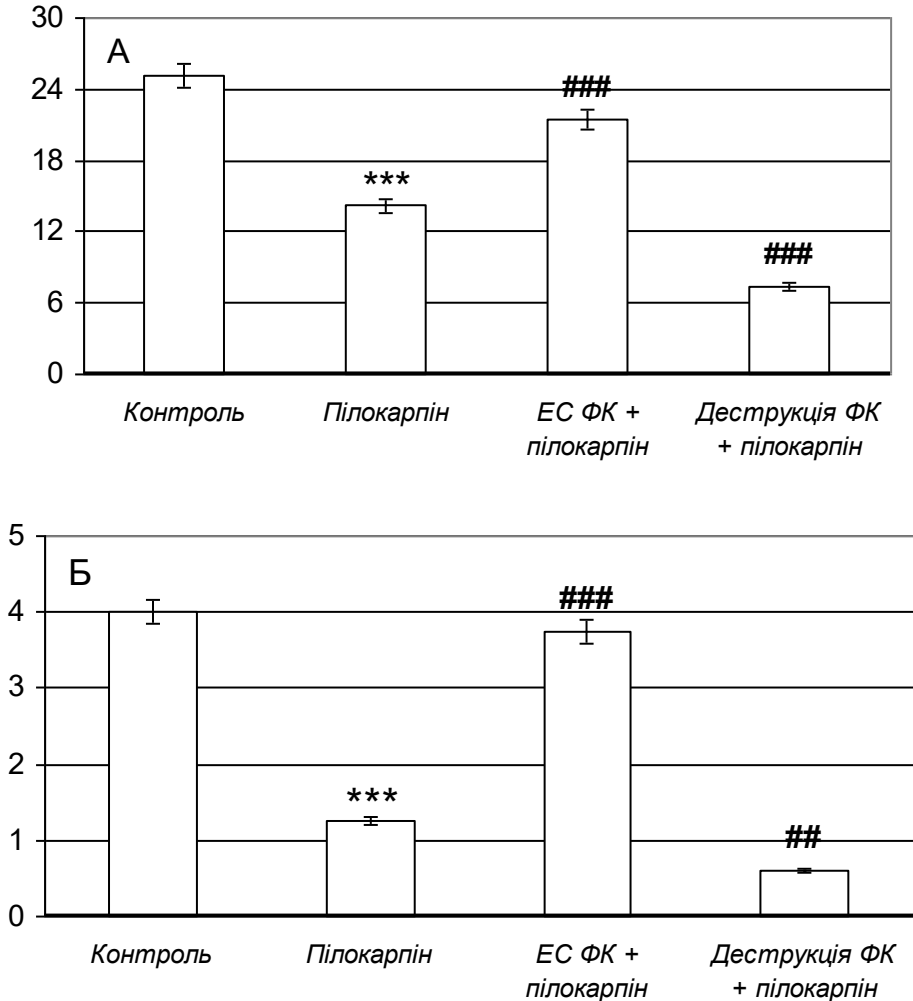 30
А
24
###
18
***
12
###
6
0
Контроль
Пілокарпін
ЕС ФК +
Деструкція ФК
пілокарпін
+ пілокарпін
5
Б
4
###
3
2
***
1
##
0
Контроль
Пілокарпін
ЕС ФК +
Деструкція ФК
пілокарпін
+ пілокарпін